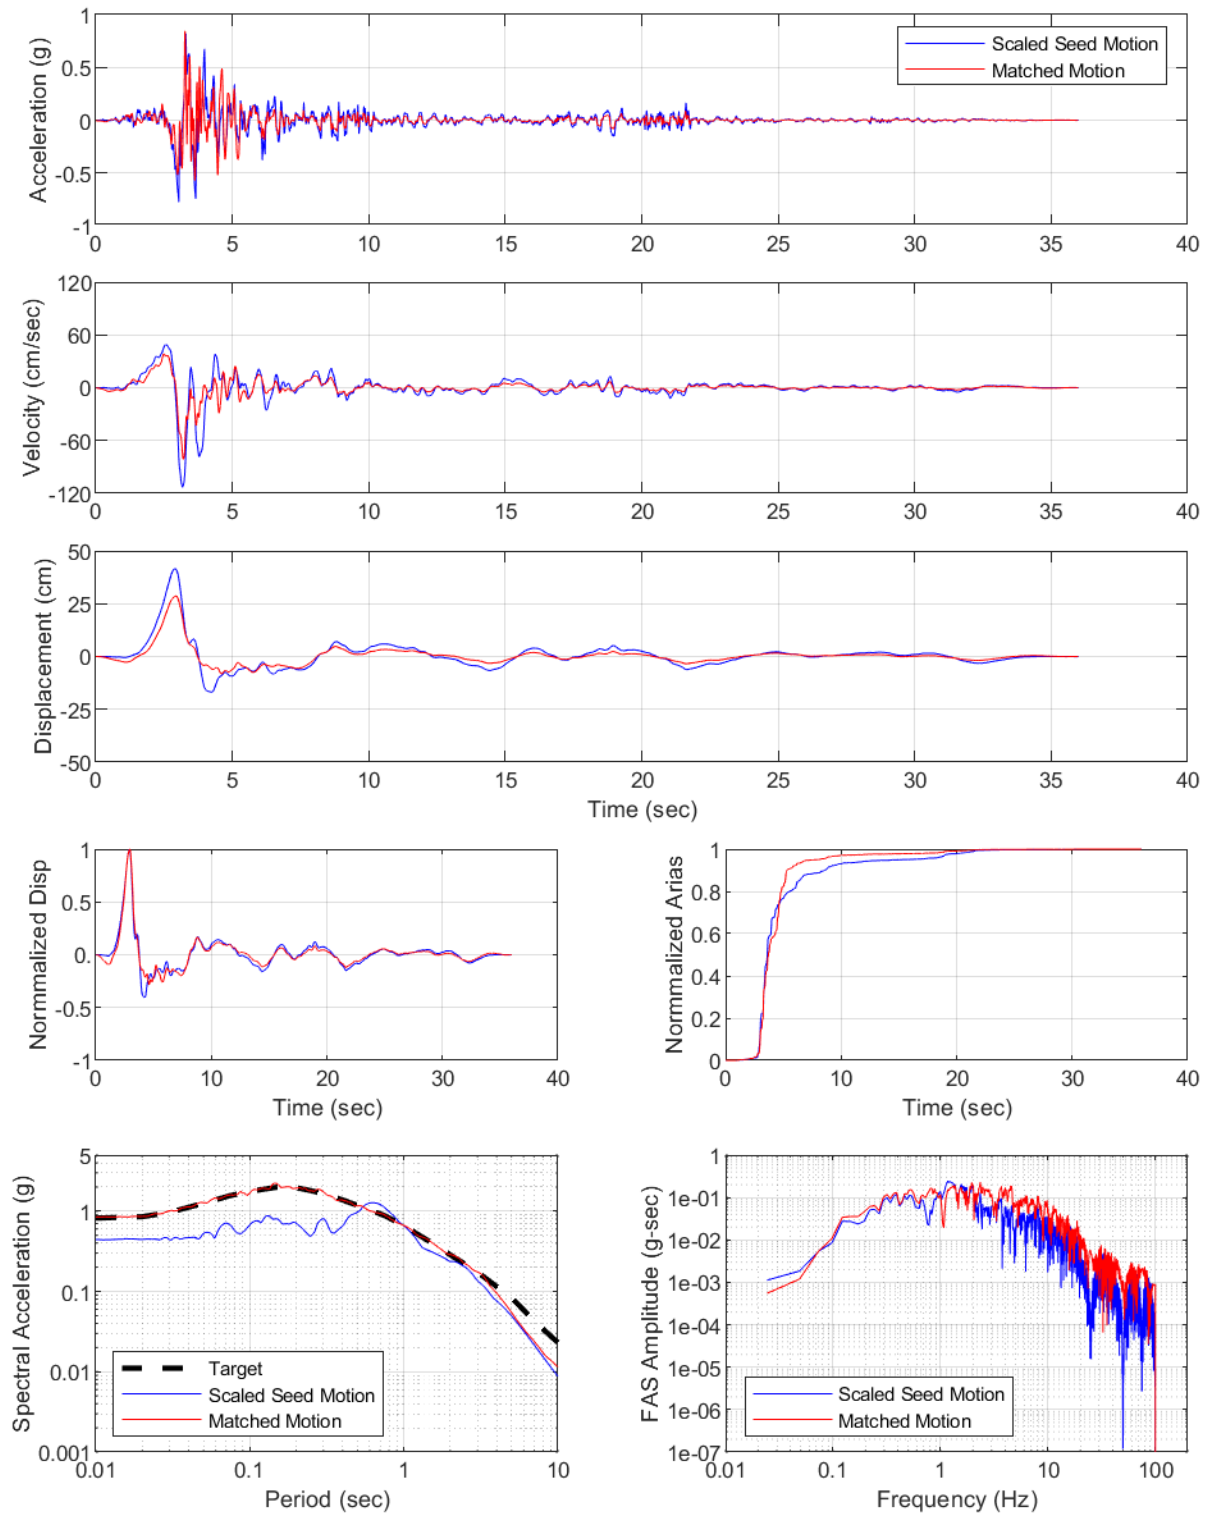 Acceleration (g)
1
0.5
0
-0.5
-1
Scaled Seed Motion
Matched Motion
0 5 10 15 20 25 30 35 40
Velocity (cm/sec)
120
60
0
-60
-120
0 5 10 15 20 25 30 35 40
Displacement (cm)
50
25
0
-25
-50
0 5 10 15 20 25 30 35 40
Time (sec)
Normmalized Disp
1
0.5
0.
-0.5
-1
0 10 20 30 40
Time (sec)
Normmalized Arias
1
0.8
0.6
0.4
0.2
0
0 10 20 30 40
Time (sec)
Spectral Acceleration (g)
5
1
0.1
0.01
0.001
Target
Scaled Seed Motion
Matched Motion
0.01 0.1 1 10
Period (sec)
FAS Amplitude (g-sec)
1
1e-01
1e-02
1e-03
1e-04
1e-05
1e-06
1e-07
Scaled Seed Motion
Matched Motion
0.01 0.1 1 10 100
Frequency (Hz)